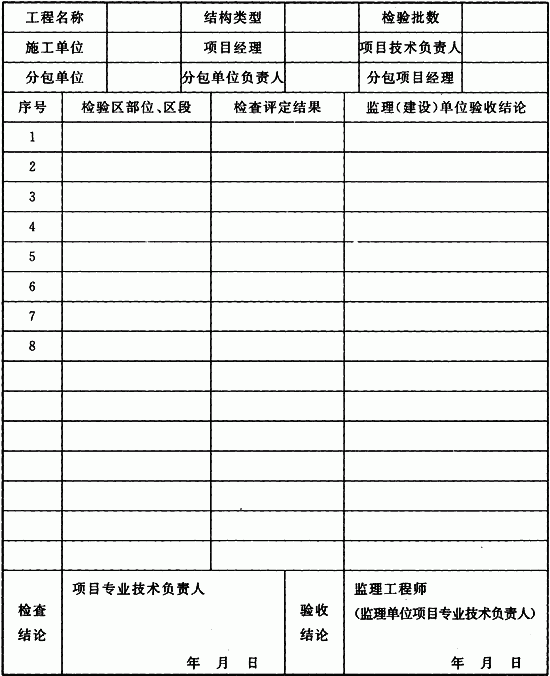 工程名称 结构类型 检验批数
施工单位 项目经理 项目技术负责人
分包单位 分包单位负责人 分包项目经理
序号 检验区部位、区段 检查评定结果 监理(建设)单位验收结论
1
2
3
4
5
6
7
8
检查
结论
项目专业技术负责人
年 月 日
验收
结论
监理工程师
(监理单位项目专业技术负责人)
年 月 日